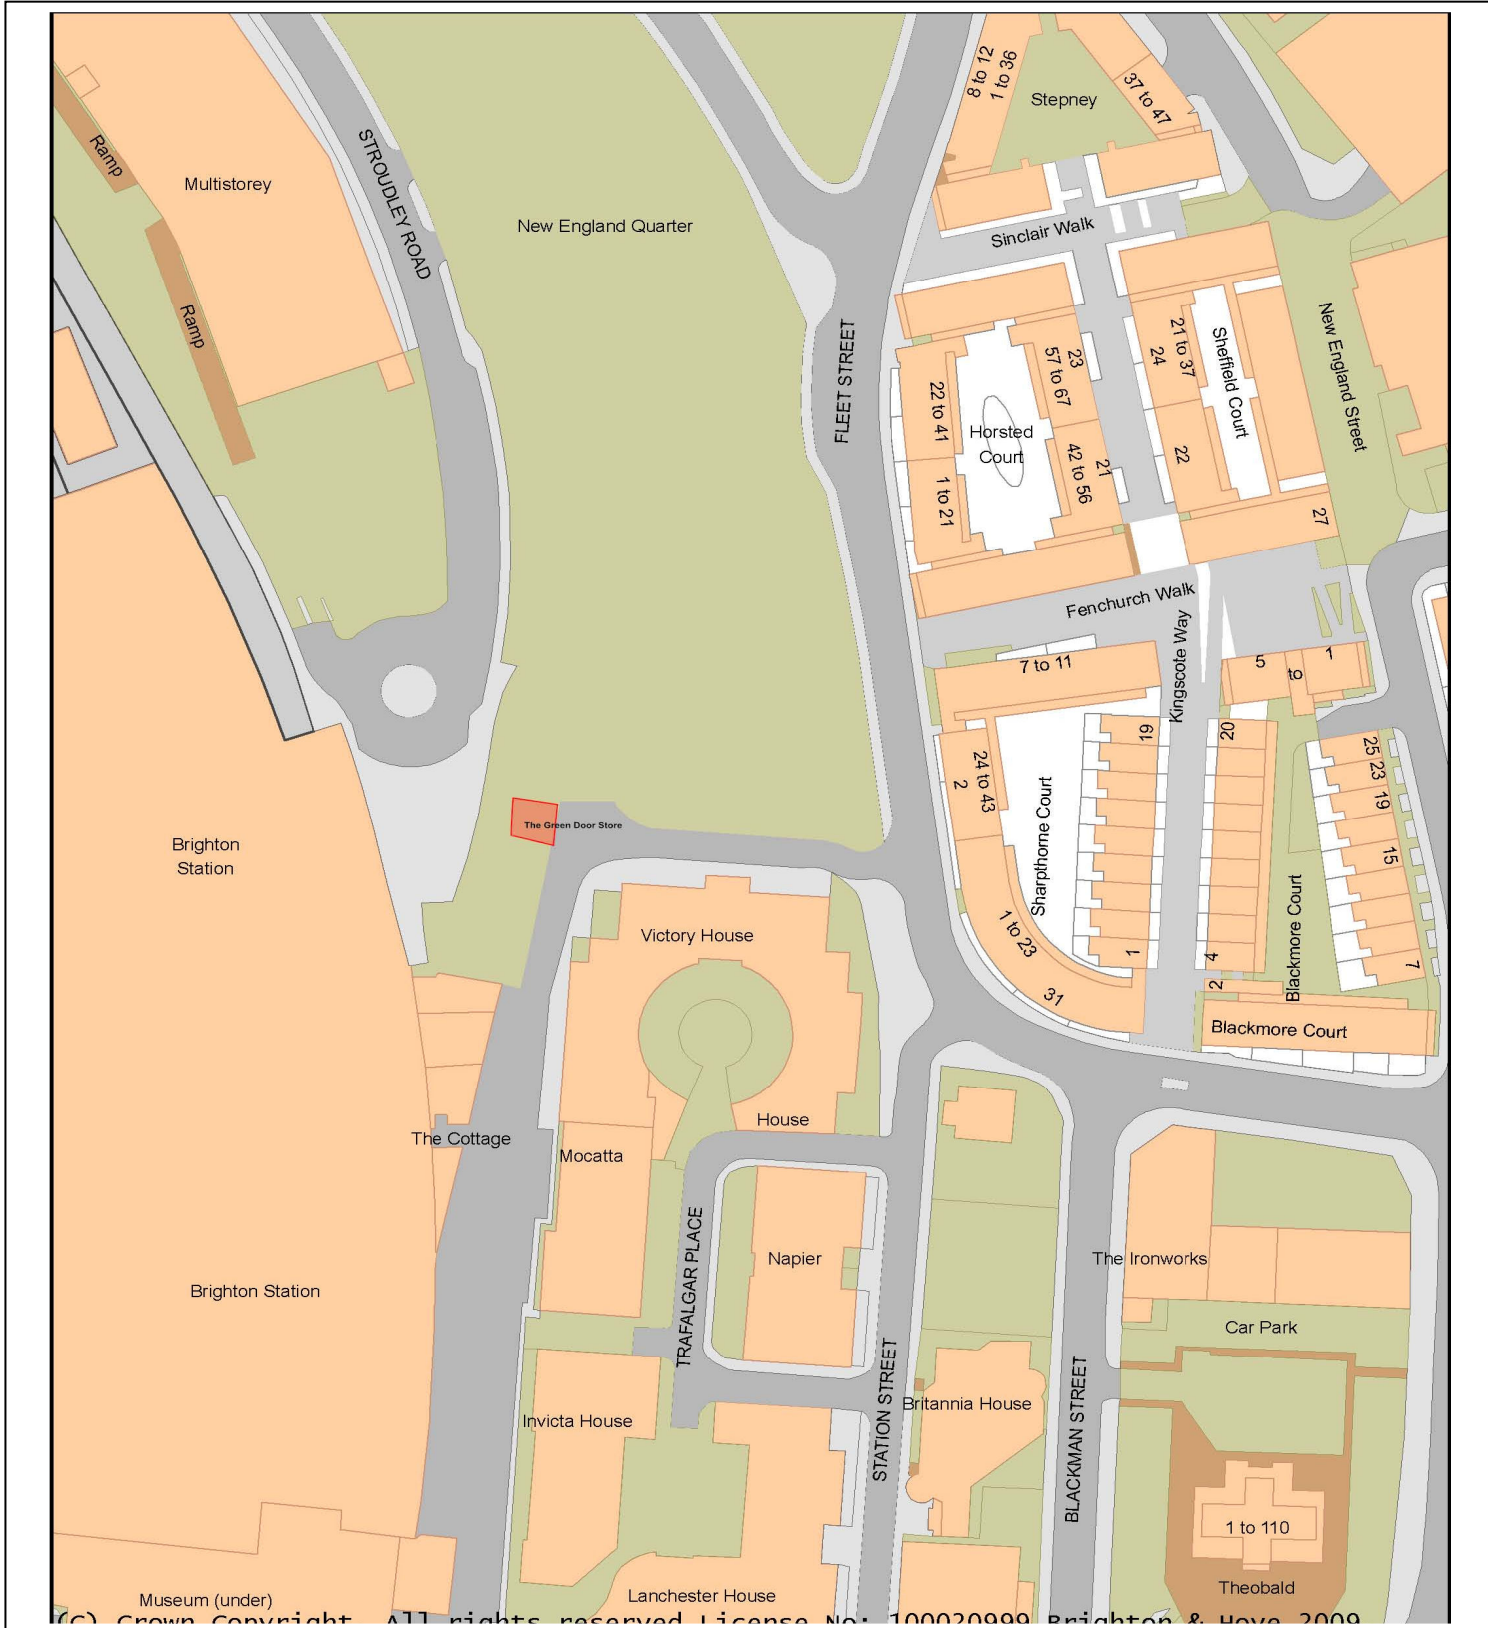 8 to 12
1 to 36
Stepney
37 to 47
Ramp
Multistorey
STROUDLEY ROAD
New England Quarter
Sinclair Walk
Ramp
FLEET STREET
22 to 41
1 to 21
Horsted
Court
23
57 to 67
21
42 to 56
24
21 to 37
22
Sheffield Court
New England Street
27
Fenchurch Walk
Kingscote Way
7 to 11
5
to
1
19
20
25
23
19
15
7
2
24 to 43
Sharpthorne Court
1 to 23
31
1
4
2
Blackmore Court
Blackmore Court
The Green Door Store
Brighton
Station
Victory House
House
The Cottage
Mocatta
TRAFALGAR PLACE
Napier
The Ironworks
Brighton Station
Car Park
STATION STREET
Britannia House
BLACKMAN STREET
Invicta House
1 to 110
Theobald
Museum (under)
Lanchester House
(C) Crown Copyright. All rights reserved License No: 100020999 Brighton & Hove 2009